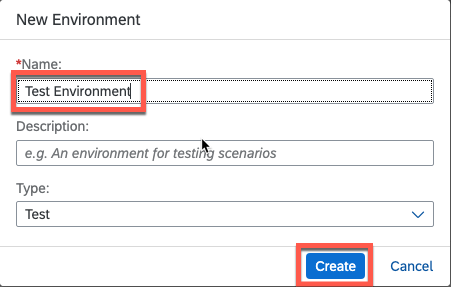 New Environment
*Name:
Test Environment
Description:
e.g. An environment for testing scenarios
Type:
Test
Create Cancel